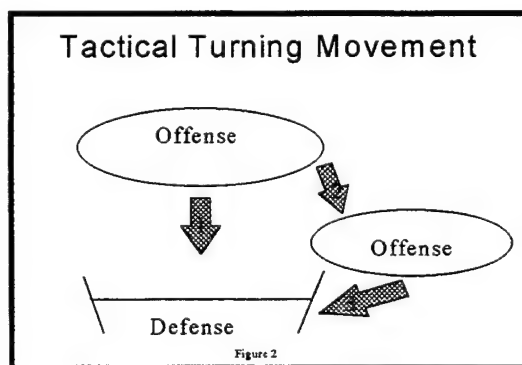 Tactical Turning Movement
Offense
Offense
Defense
Figure 2